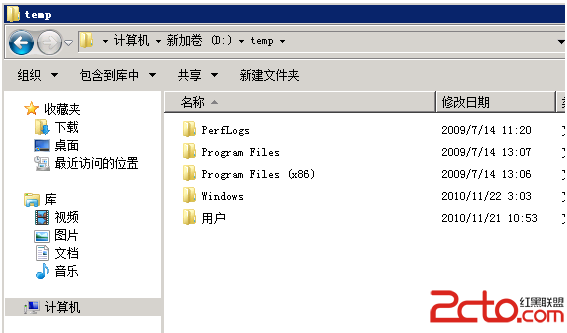 temp
计算机 新加卷 (D:) temp
组织 包含到库中 共享 新建文件夹
收藏夹
下载
桌面
最近访问的位置
库
视频
图片
文档
音乐
计算机
名称 修改日期
PerfLogs 2009/7/14 11:20
Program Files 2009/7/14 13:07
Program Files (x86) 2009/7/14 13:06
Windows 2010/11/22 3:03
用户 2010/11/21 10:53
2cto.com 红黑联盟